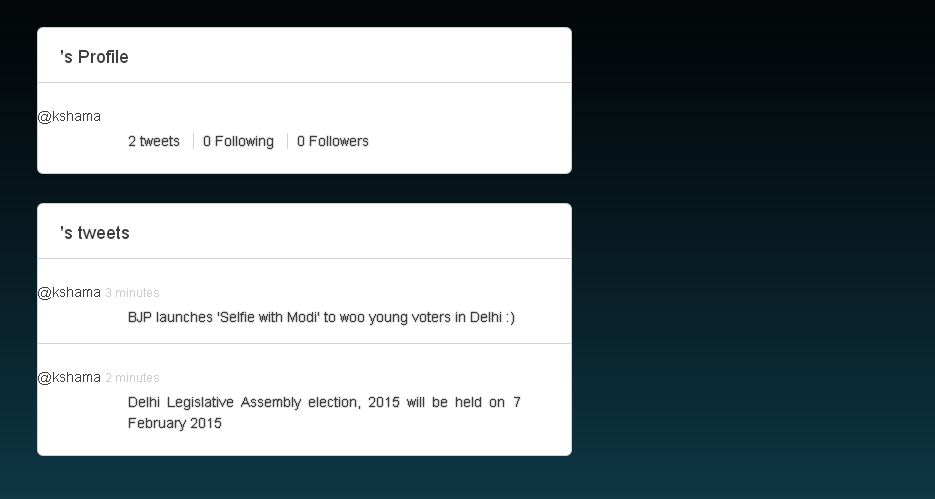 's Profile
@kshama
2 tweets 0 Following 0 Followers
's tweets
@kshama 3 minutes
BJP launches 'Selfie with Modi' to woo young voters in Delhi :)
@kshama 2 minutes
Delhi Legislative Assembly election, 2015 will be held on 7
February 2015